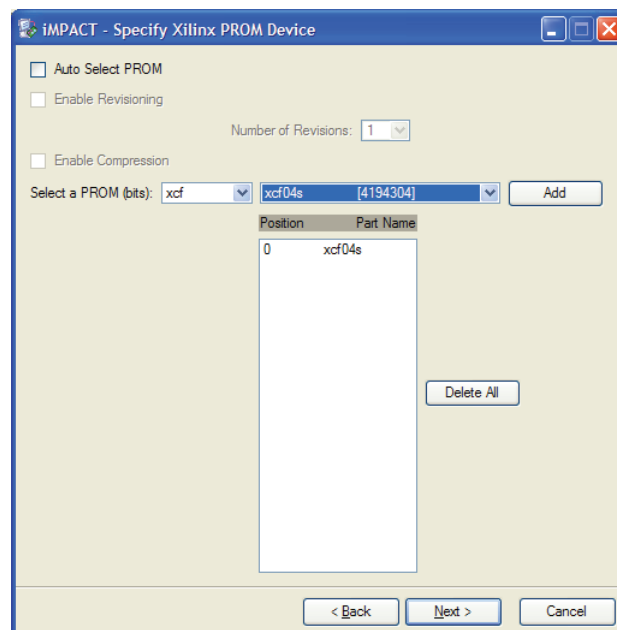 iMPACT - Specify Xilinx PROM Device
Auto Select PROM
Enable Revisioning
Number of Revisions: 1
Enable Compression
Select a PROM (bits): xcf xcf04s [4194304] Add
Position Part Name
0 xcf04s
Delete All
< Back Next > Cancel